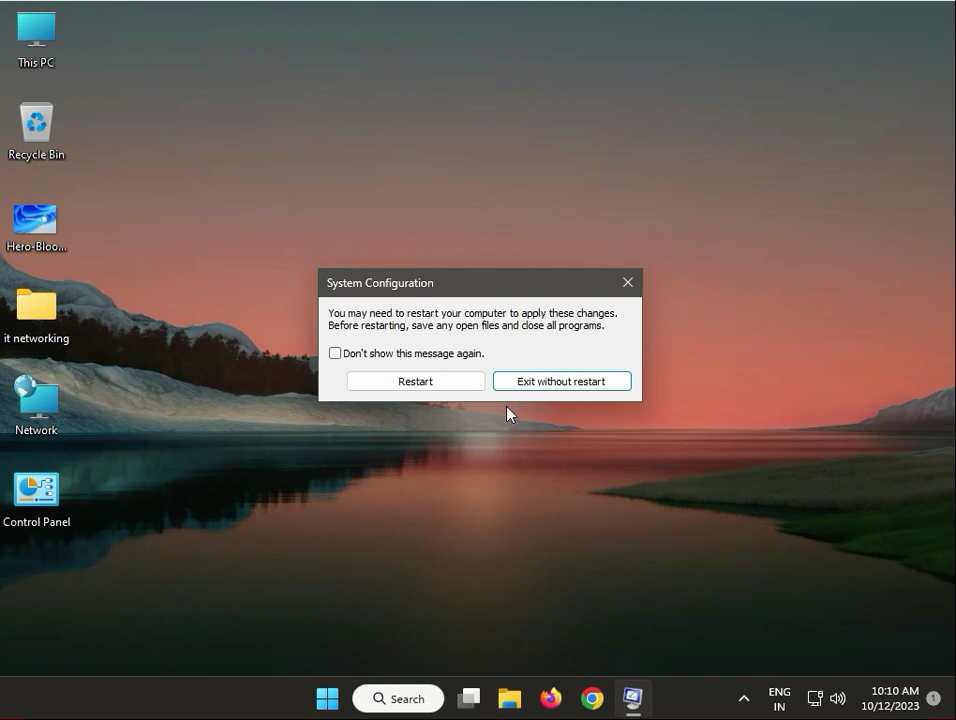 This PC
Recycle Bin
Hero-Bloo...
it networking
Network
Control Panel
System Configuration
You may need to restart your computer to apply these changes.
Before restarting, save any open files and close all programs.
Don't show this message again.
Restart
Exit without restart
Search
ENG
IN
10:10 AM
10/12/2023
1